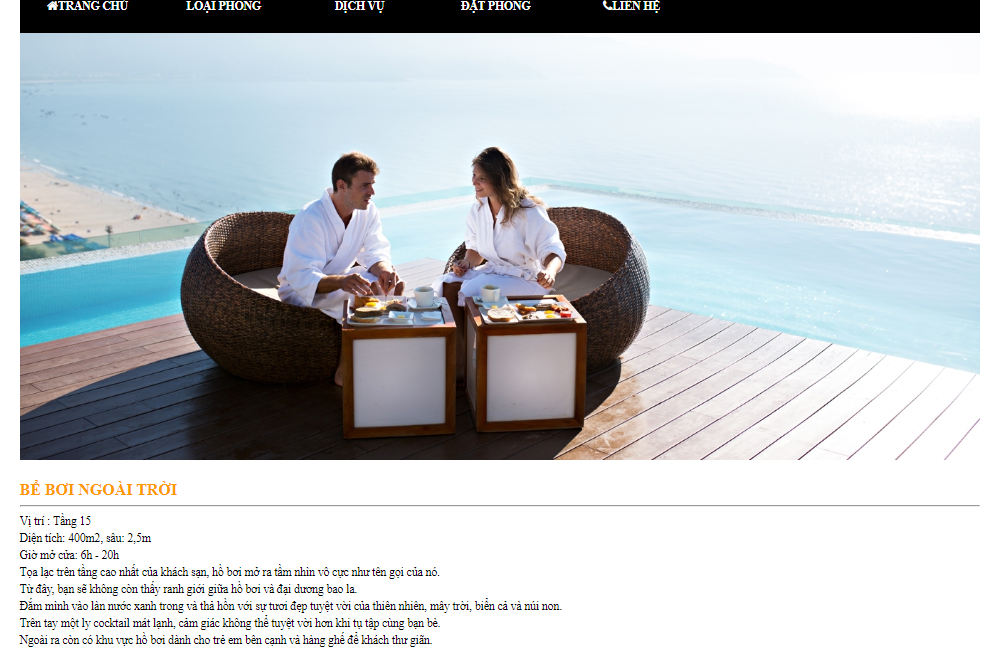 TRANG CHỦ LOẠI PHÒNG DỊCH VỤ ĐẶT PHÒNG LIÊN HỆ
BỂ BƠI NGOÀI TRỜI
Vị trí : Tầng 15
Diện tích: 400m2, sâu: 2,5m
Giờ mở cửa: 6h - 20h
Tọa lạc trên tầng cao nhất của khách sạn, hồ bơi mở ra tầm nhìn vô cực như tên gọi của nó.
Từ đây, bạn sẽ không còn thấy ranh giới giữa hồ bơi và đại dương bao la.
Đắm mình vào làn nước xanh trong và thả hồn với sự tươi đẹp tuyệt vời của thiên nhiên, mây trời, biển cả và núi non.
Trên tay một ly cocktail mát lạnh, cảm giác không thể tuyệt vời hơn khi tụ tập cùng bạn bè.
Ngoài ra còn có khu vực hồ bơi dành cho trẻ em bên cạnh và hàng ghế để khách thư giãn.